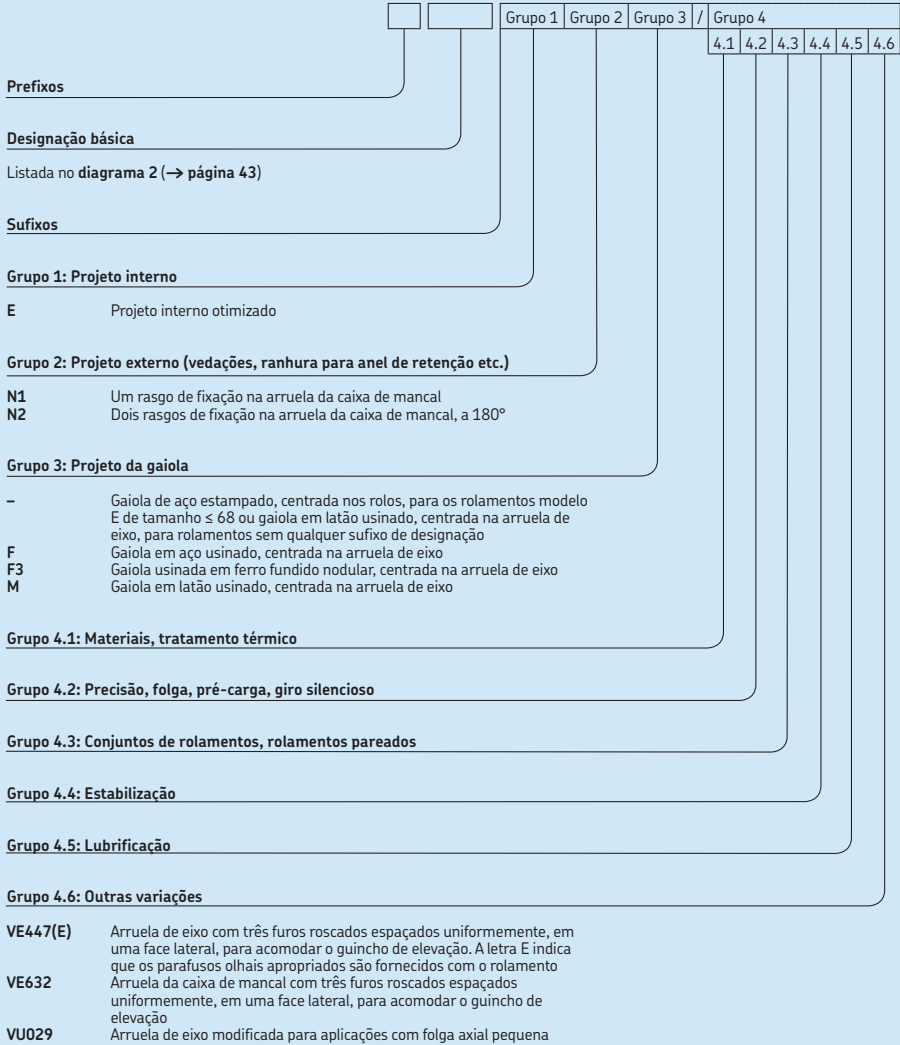 Grupo 1 Grupo 2 Grupo 3 / Grupo 4
4.1 4.2 4.3 4.4 4.5 4.6
Prefixos
Designação básica
Listada no diagrama 2 (→ página 43)
Sufixos
Grupo 1: Projeto interno
E Projeto interno otimizado
Grupo 2: Projeto externo (vedações, ranhura para anel de retenção etc.)
N1 Um rasgo de fixação na arruela da caixa de mancal
N2 Dois rasgos de fixação na arruela da caixa de mancal, a 180°
Grupo 3: Projeto da gaiola
– Gaiola de aço estampado, centrada nos rolos, para os rolamentos modelo
E de tamanho ≤ 68 ou gaiola em latão usinado, centrada na arruela de
eixo, para rolamentos sem qualquer sufixo de designação
F Gaiola em aço usinado, centrada na arruela de eixo
F3 Gaiola usinada em ferro fundido nodular, centrada na arruela de eixo
M Gaiola em latão usinado, centrada na arruela de eixo
Grupo 4.1: Materiais, tratamento térmico
Grupo 4.2: Precisão, folga, pré-carga, giro silencioso
Grupo 4.3: Conjuntos de rolamentos, rolamentos pareados
Grupo 4.4: Estabilização
Grupo 4.5: Lubrificação
Grupo 4.6: Outras variações
VE447(E) Arruela de eixo com três furos roscados espaçados uniformemente, em
uma face lateral, para acomodar o guincho de elevação. A letra E indica
que os parafusos olhais apropriados são fornecidos com o rolamento
VE632 Arruela da caixa de mancal com três furos roscados espaçados
uniformemente, em uma face lateral, para acomodar o guincho de
elevação
VU029 Arruela de eixo modificada para aplicações com folga axial pequena